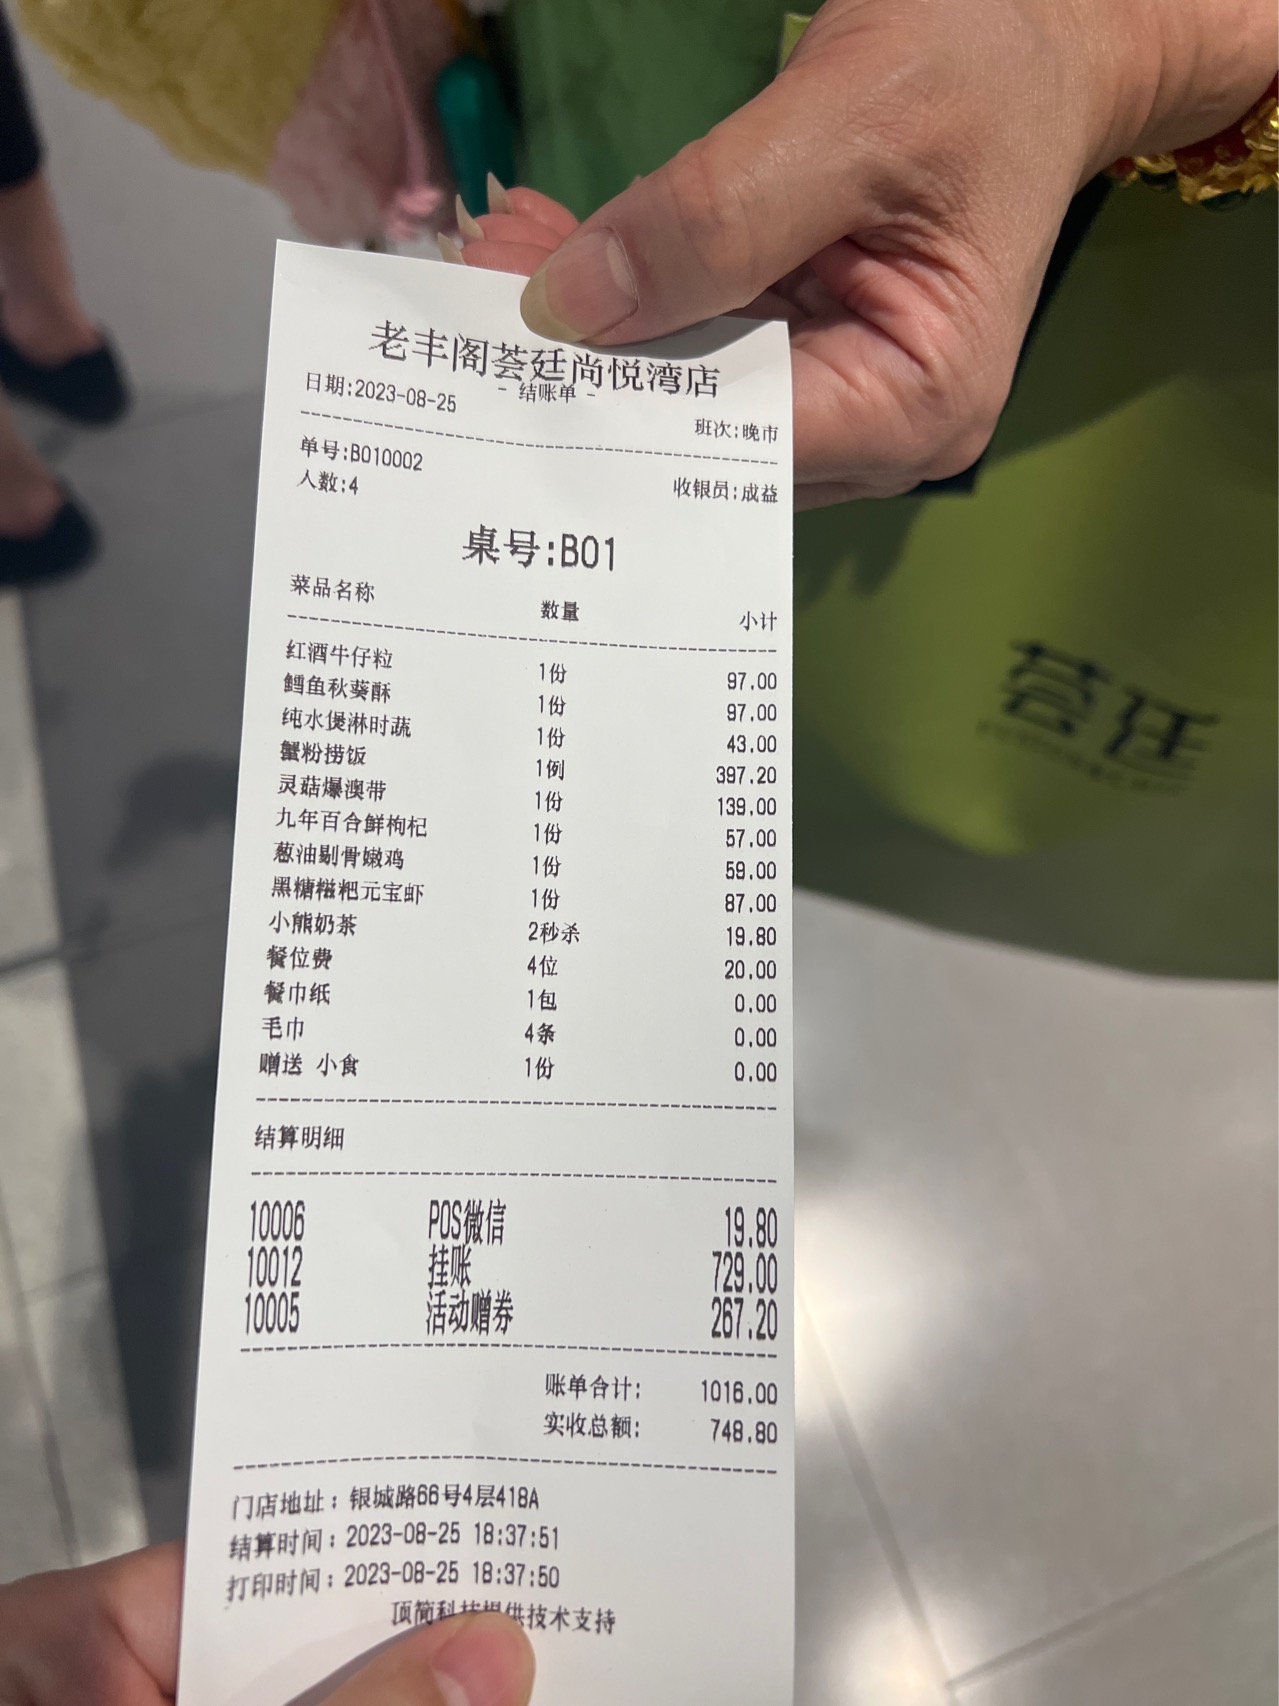 老丰阁荟廷尚悦湾店
- 结账单 -
日期:2023-08-25 班次:晚市
单号:B010002
人数:4 收银员:成益
桌号:B01
菜品名称 数量 小计
红酒牛仔粒 1份 97.00
鳕鱼秋葵酥 1份 97.00
纯水煲淋时蔬 1份 43.00
蟹粉捞饭 1例 397.20
灵菇爆澳带 1份 139.00
九年百合鲜枸杞 1份 57.00
葱油剔骨嫩鸡 1份 59.00
黑糖糍粑元宝虾 1份 87.00
小熊奶茶 2秒杀 19.80
餐位费 4位 20.00
餐巾纸 1包 0.00
毛巾 4条 0.00
赠送 小食 1份 0.00
结算明细
10006 POS微信 19.80
10012 挂账 729.00
10005 活动赠券 267.20
账单合计: 1016.00
实收总额: 748.80
门店地址: 银城路66号4层418A
结算时间: 2023-08-25 18:37:51
打印时间: 2023-08-25 18:37:50
顶简科技提供技术支持
荟廷